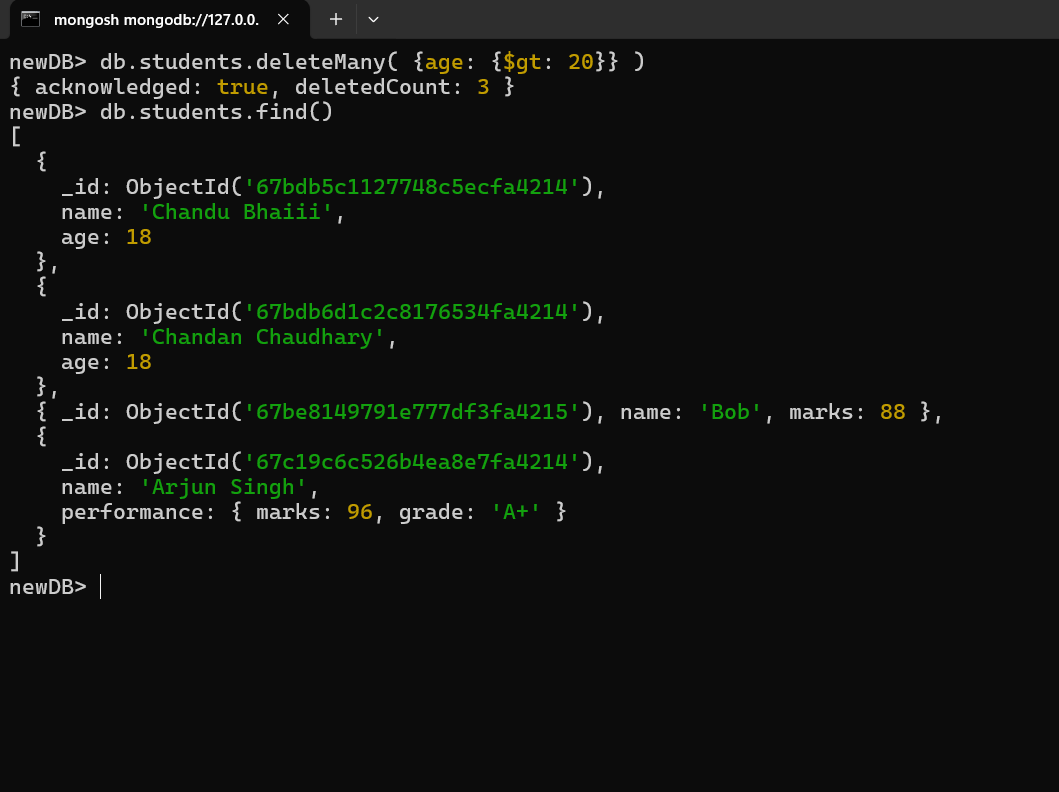 mongosh mongodb://127.0.0.
newDB> db.students.deleteMany( {age: {$gt: 20}} )
{ acknowledged: true, deletedCount: 3 }
newDB> db.students.find()
[
  {
    _id: ObjectId('67bdb5c1127748c5ecfa4214'),
    name: 'Chandu Bhaiii',
    age: 18
  },
  {
    _id: ObjectId('67bdb6d1c2c8176534fa4214'),
    name: 'Chandan Chaudhary',
    age: 18
  },
  { _id: ObjectId('67be8149791e777df3fa4215'), name: 'Bob', marks: 88 },
  {
    _id: ObjectId('67c19c6c526b4ea8e7fa4214'),
    name: 'Arjun Singh',
    performance: { marks: 96, grade: 'A+' }
  }
]
newDB>